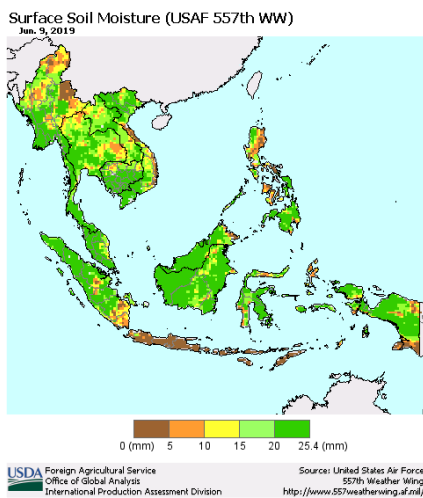 Surface Soil Moisture (USAF 557th WW)
Jun. 9, 2019
0 (mm) 5 10 15 20 25.4 (mm)
USDA Foreign Agricultural Service
Office of Global Analysis
International Production Assessment Division
Source: United States Air Force
557th Weather Wing
http://www.557weatherwing.af.mil/